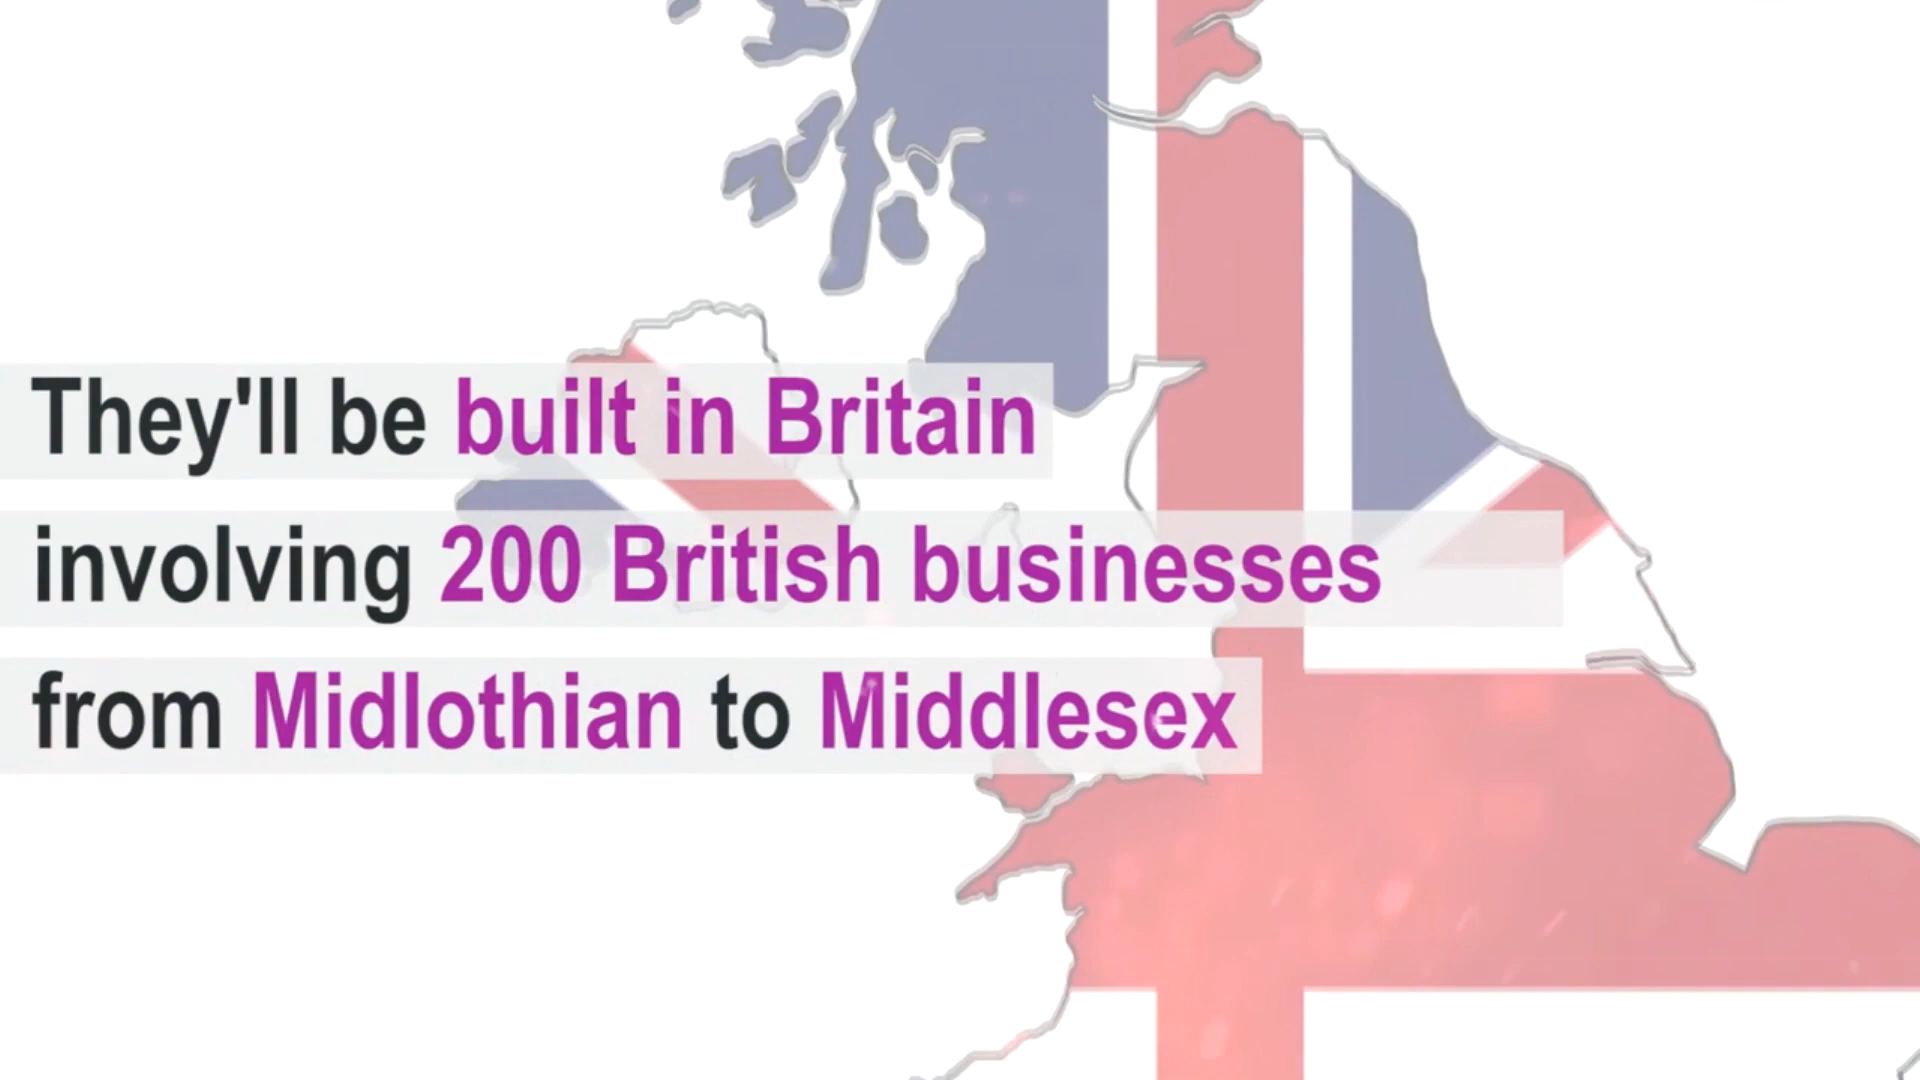 They'll be built in Britain
involving 200 British businesses
from Midlothian to Middlesex